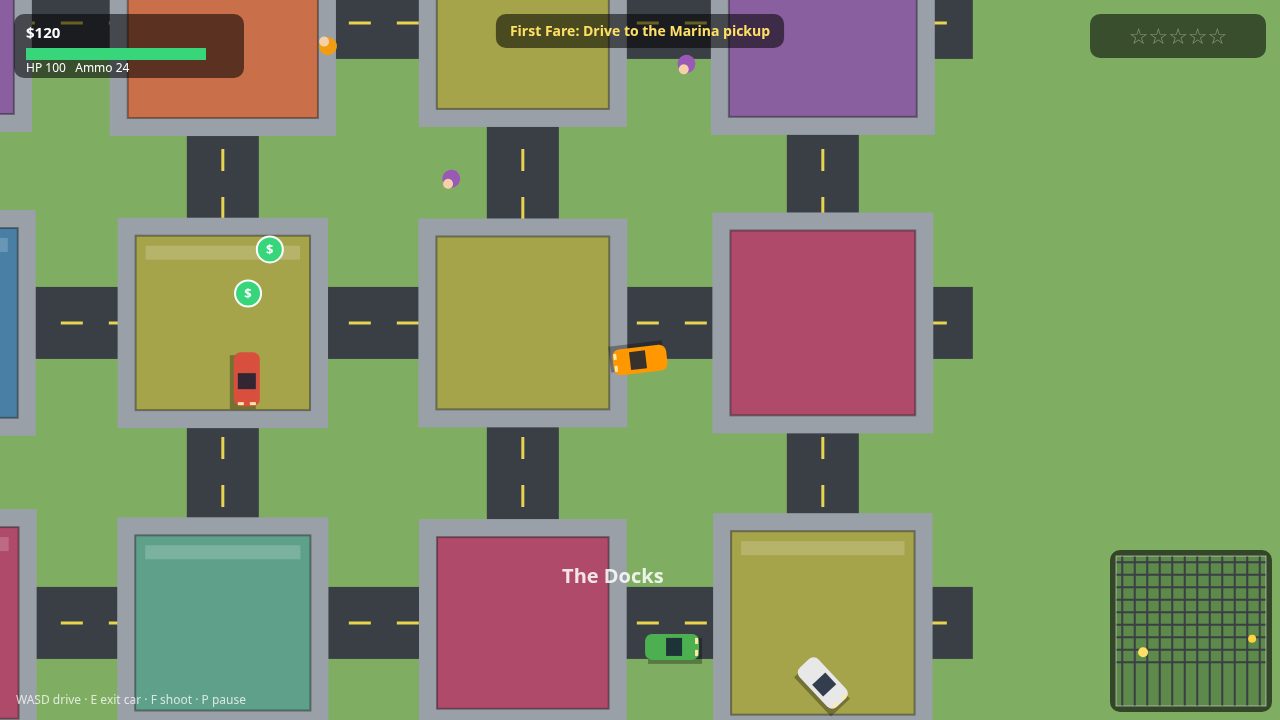 $120
HP 100 Ammo 24
First Fare: Drive to the Marina pickup
☆☆☆☆☆
$
$
The Docks
WASD drive · E exit car · F shoot · P pause